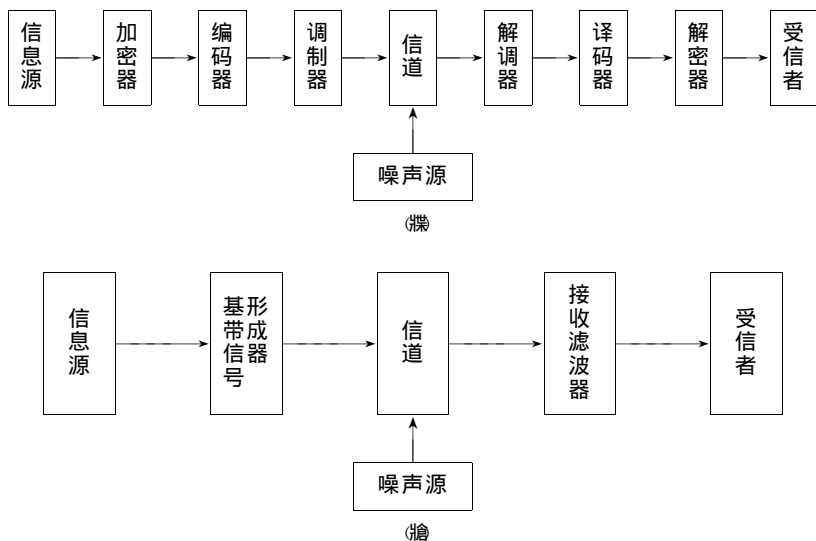 信息源
加密器
编码器
调制器
信道
解调器
译码器
解密器
受信者
噪声源
信息源
基带信号
形成器
信道
接收滤波器
受信者
噪声源